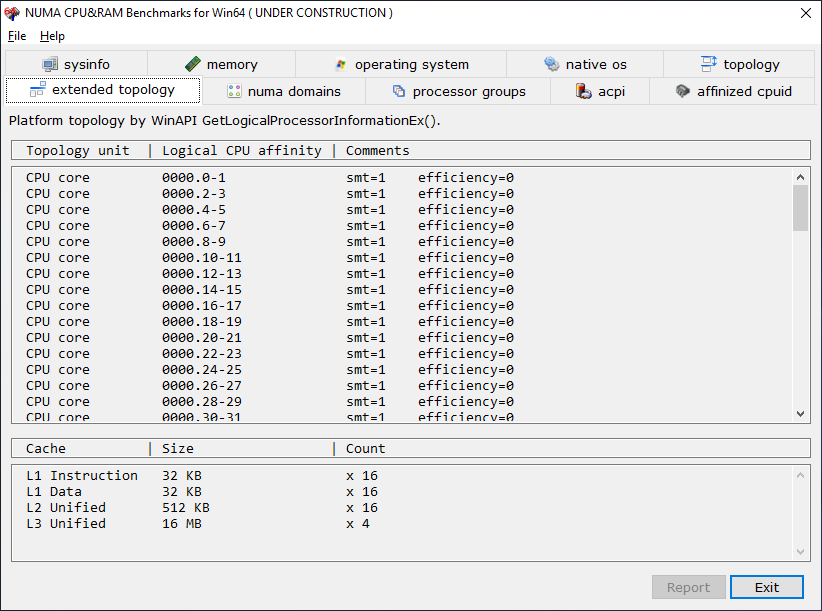 NUMA CPU&RAM Benchmarks for Win64 ( UNDER CONSTRUCTION )
File Help
sysinfo memory operating system native os topology
extended topology numa domains processor groups acpi affinized cpuid
Platform topology by WinAPI GetLogicalProcessorInformationEx().
Topology unit | Logical CPU affinity | Comments
CPU core 0000.0-1 smt=1 efficiency=0
CPU core 0000.2-3 smt=1 efficiency=0
CPU core 0000.4-5 smt=1 efficiency=0
CPU core 0000.6-7 smt=1 efficiency=0
CPU core 0000.8-9 smt=1 efficiency=0
CPU core 0000.10-11 smt=1 efficiency=0
CPU core 0000.12-13 smt=1 efficiency=0
CPU core 0000.14-15 smt=1 efficiency=0
CPU core 0000.16-17 smt=1 efficiency=0
CPU core 0000.18-19 smt=1 efficiency=0
CPU core 0000.20-21 smt=1 efficiency=0
CPU core 0000.22-23 smt=1 efficiency=0
CPU core 0000.24-25 smt=1 efficiency=0
CPU core 0000.26-27 smt=1 efficiency=0
CPU core 0000.28-29 smt=1 efficiency=0
CPU core 0000.30-31 smt=1 efficiency=0
Cache | Size | Count
L1 Instruction 32 KB x 16
L1 Data 32 KB x 16
L2 Unified 512 KB x 16
L3 Unified 16 MB x 4
Report Exit